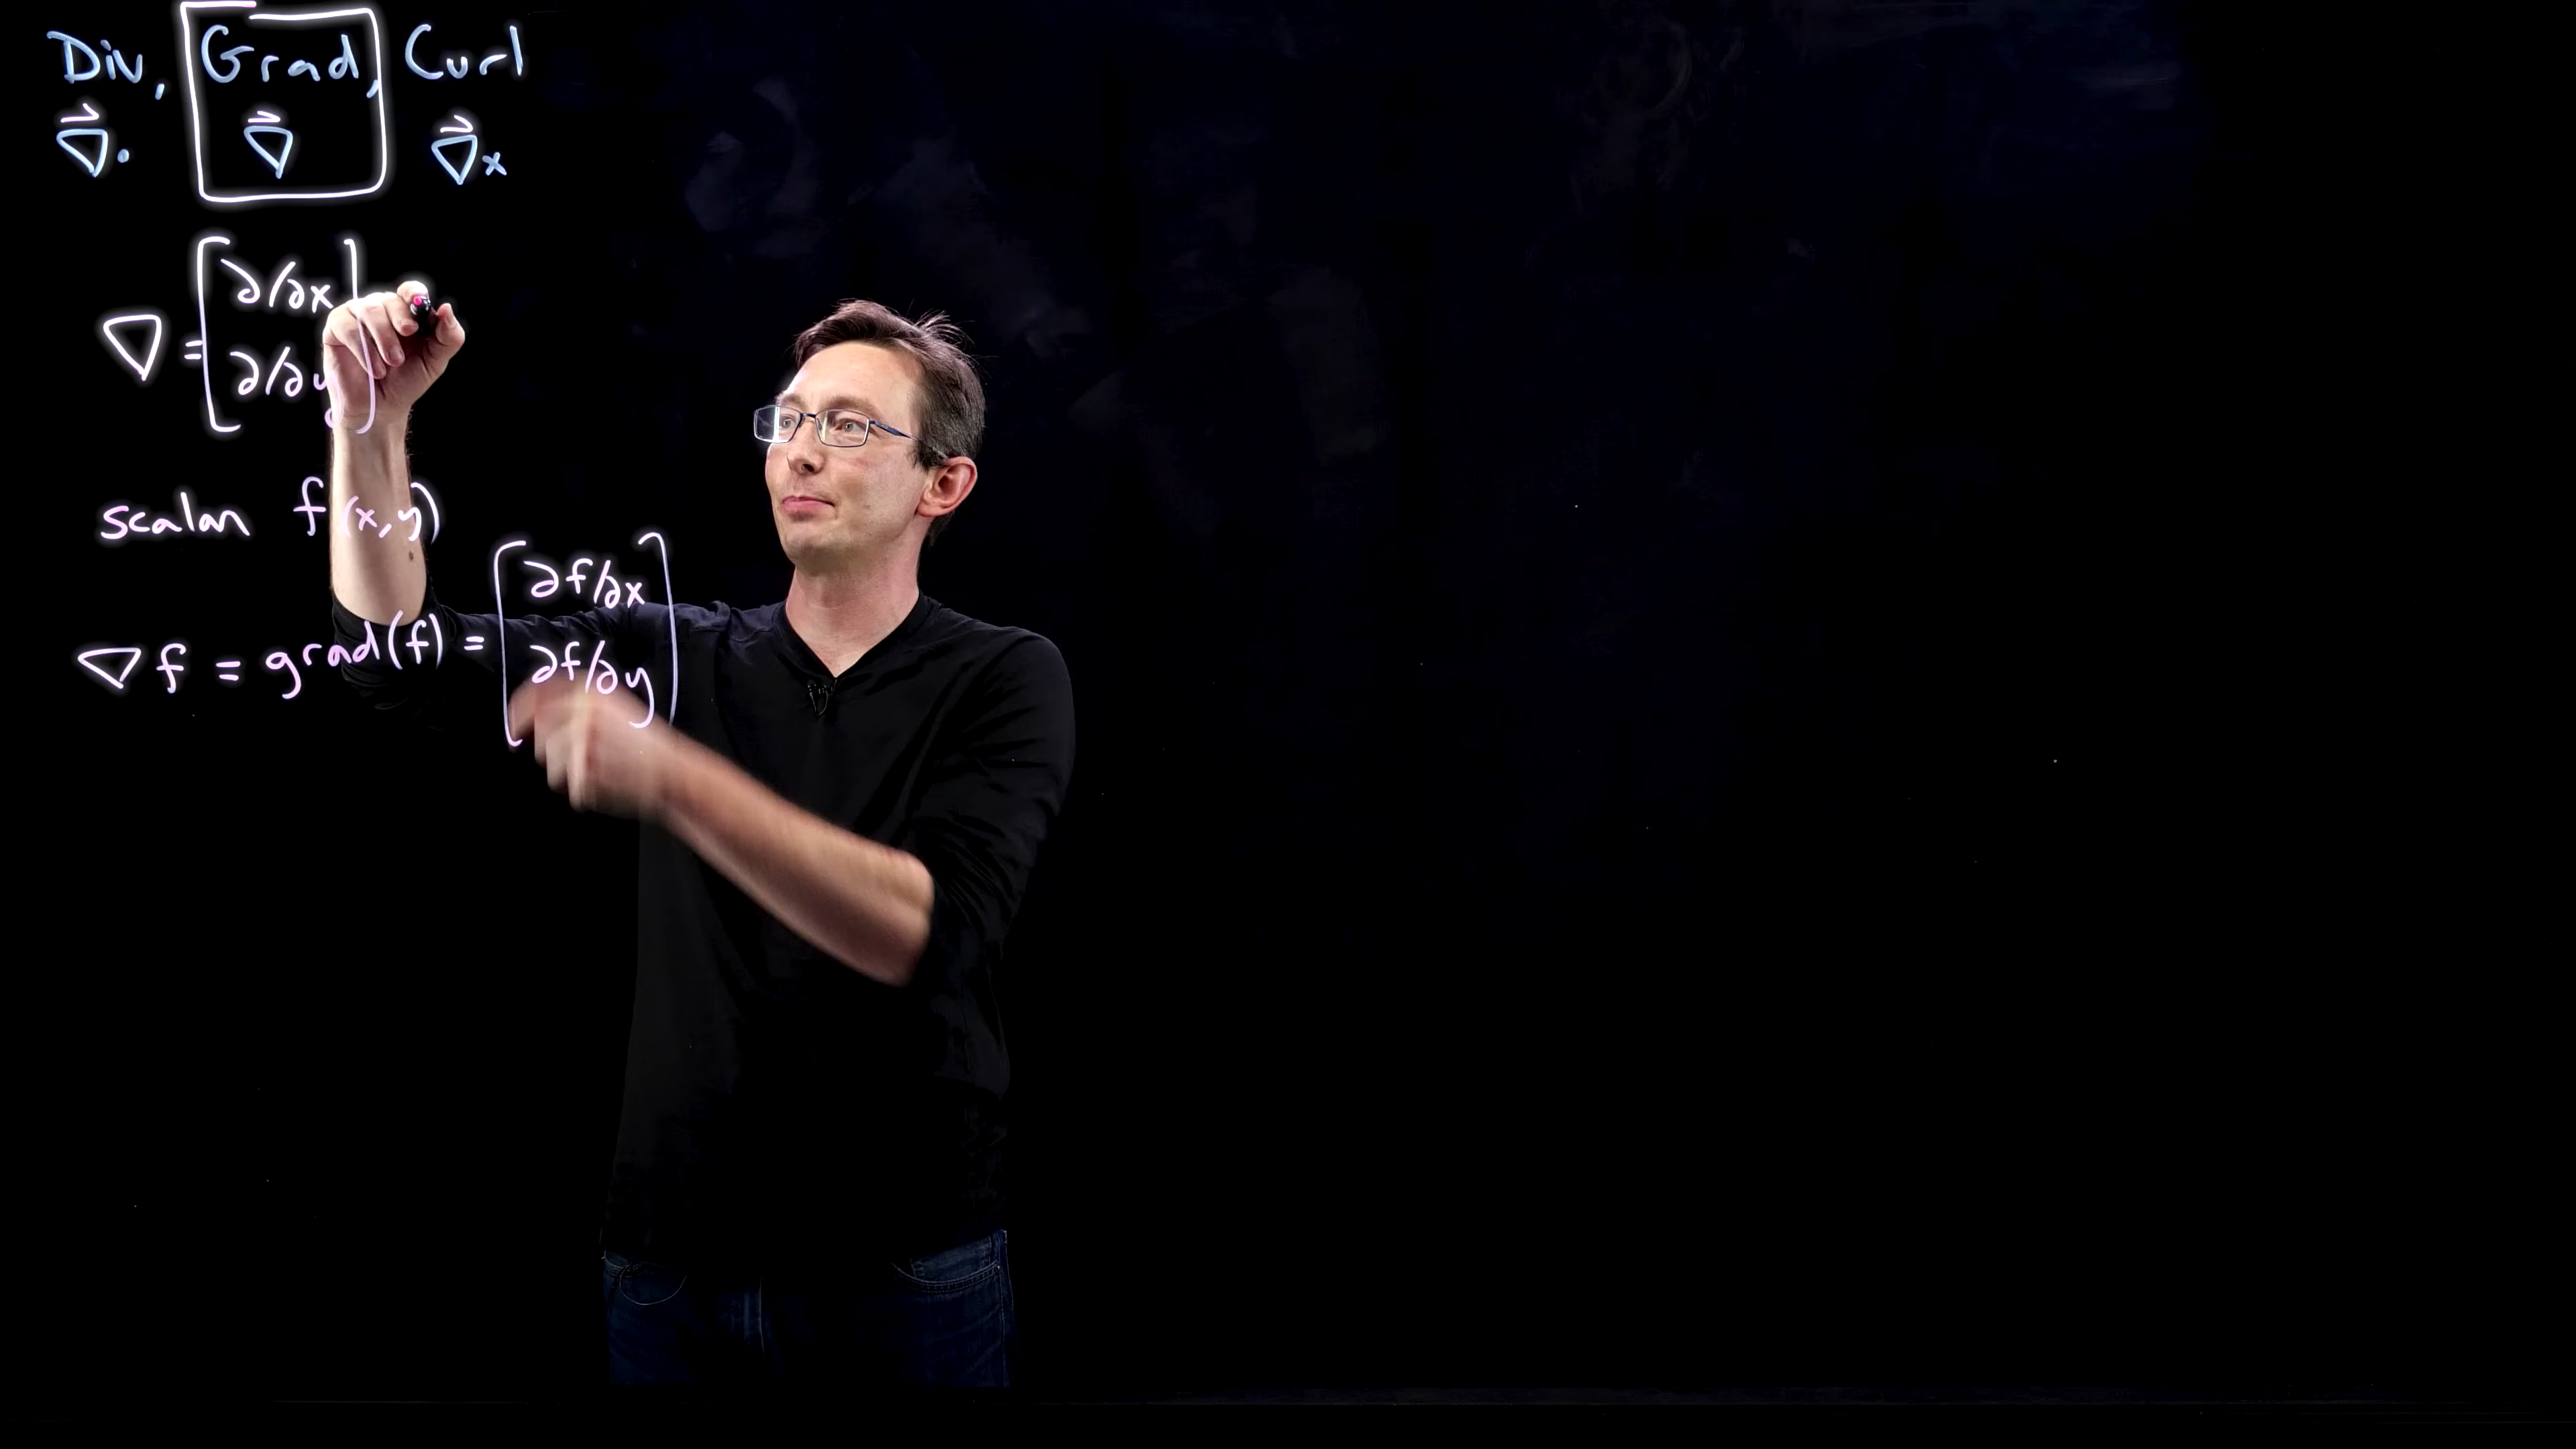 Div, Grad, Curl
∇⃗· ∇⃗ ∇⃗×
∇ = [∂/∂x
∂/∂y]
scalar f(x,y)
∇f = grad(f) = [∂f/∂x
∂f/∂y]